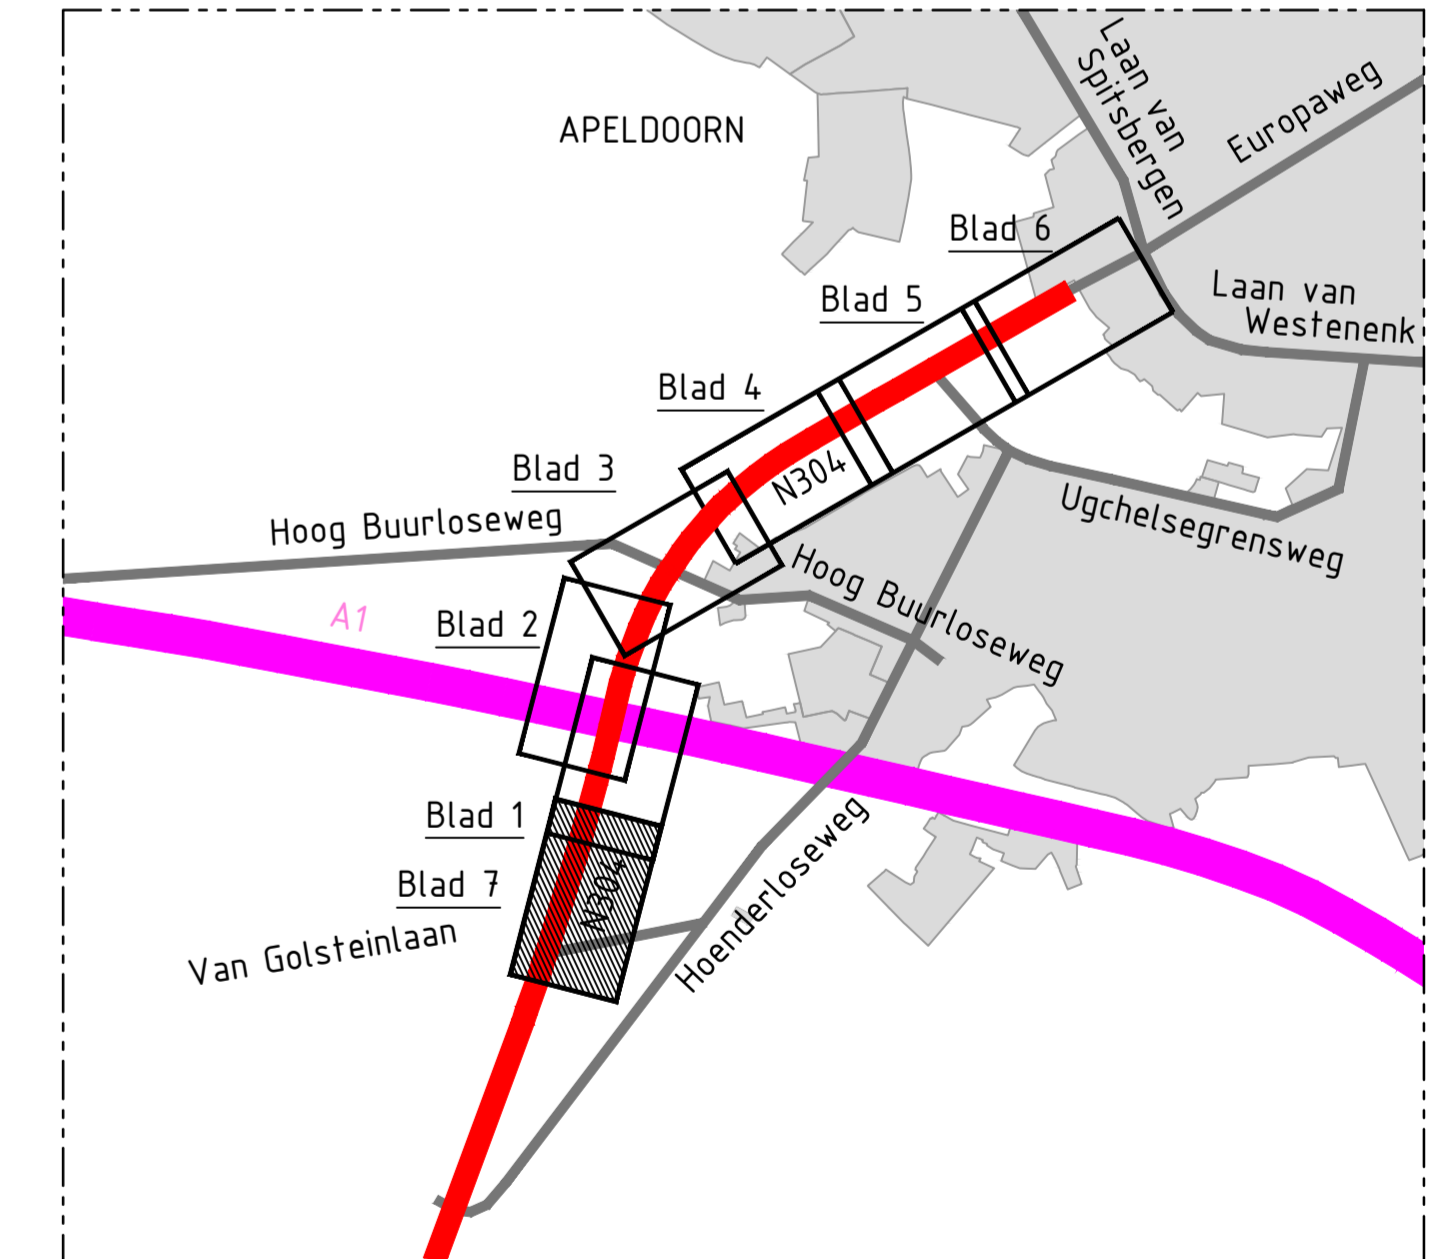 Laan van
Spitsbergen
Europaweg
APELDOORN
Blad 6
Blad 5
Laan van
Westenenk
Blad 4
Blad 3
N304
Hoog Buurloseweg
Ugchelsegrensweg
Hoog Buurloseweg
A1
Blad 2
Blad 1
Blad 7
N304
Hoenderloseweg
Van Golsteinlaan